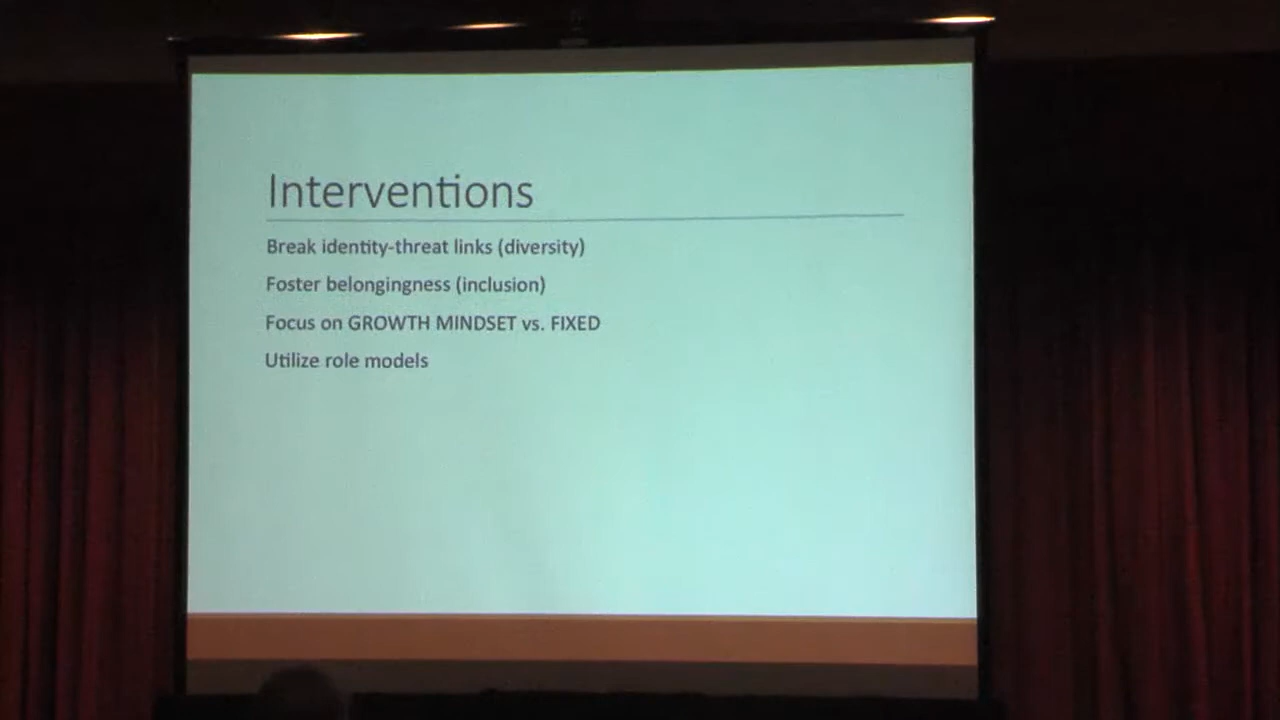 Interventions
Break identity-threat links (diversity)
Foster belongingness (inclusion)
Focus on GROWTH MINDSET vs. FIXED
Utilize role models